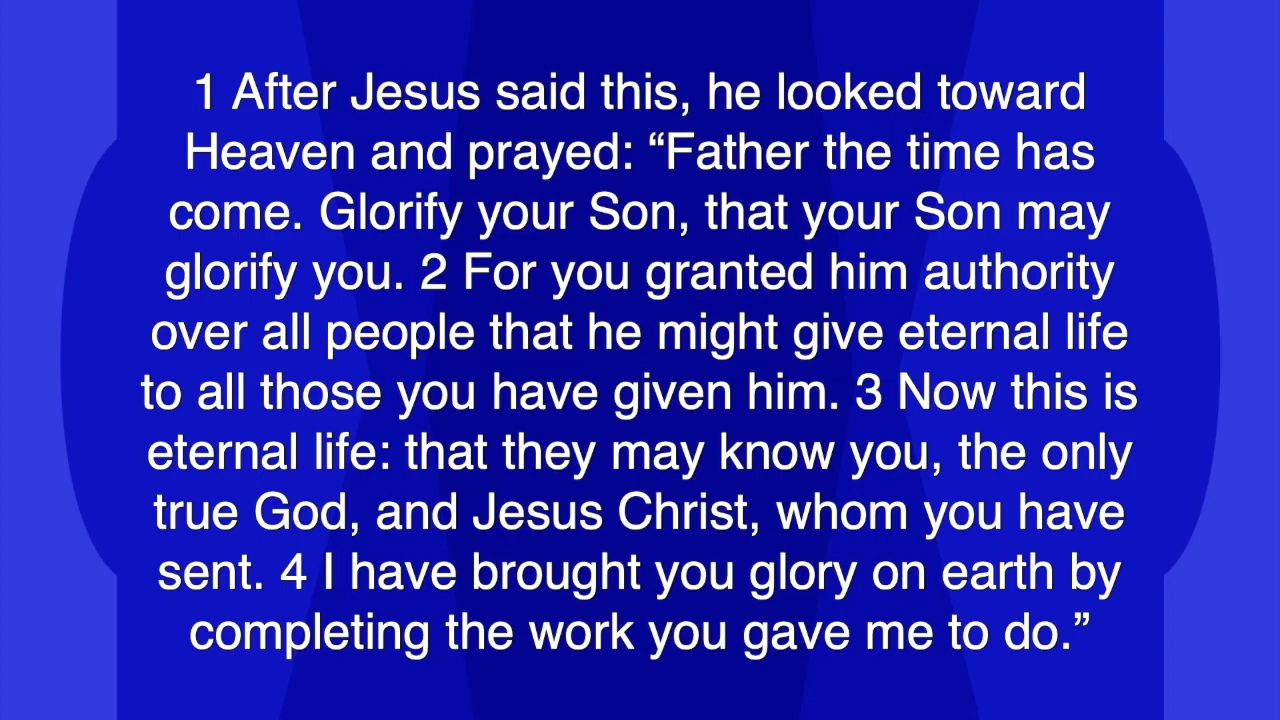 1 After Jesus said this, he looked toward
Heaven and prayed: “Father the time has
come. Glorify your Son, that your Son may
glorify you. 2 For you granted him authority
over all people that he might give eternal life
to all those you have given him. 3 Now this is
eternal life: that they may know you, the only
true God, and Jesus Christ, whom you have
sent. 4 I have brought you glory on earth by
completing the work you gave me to do.”